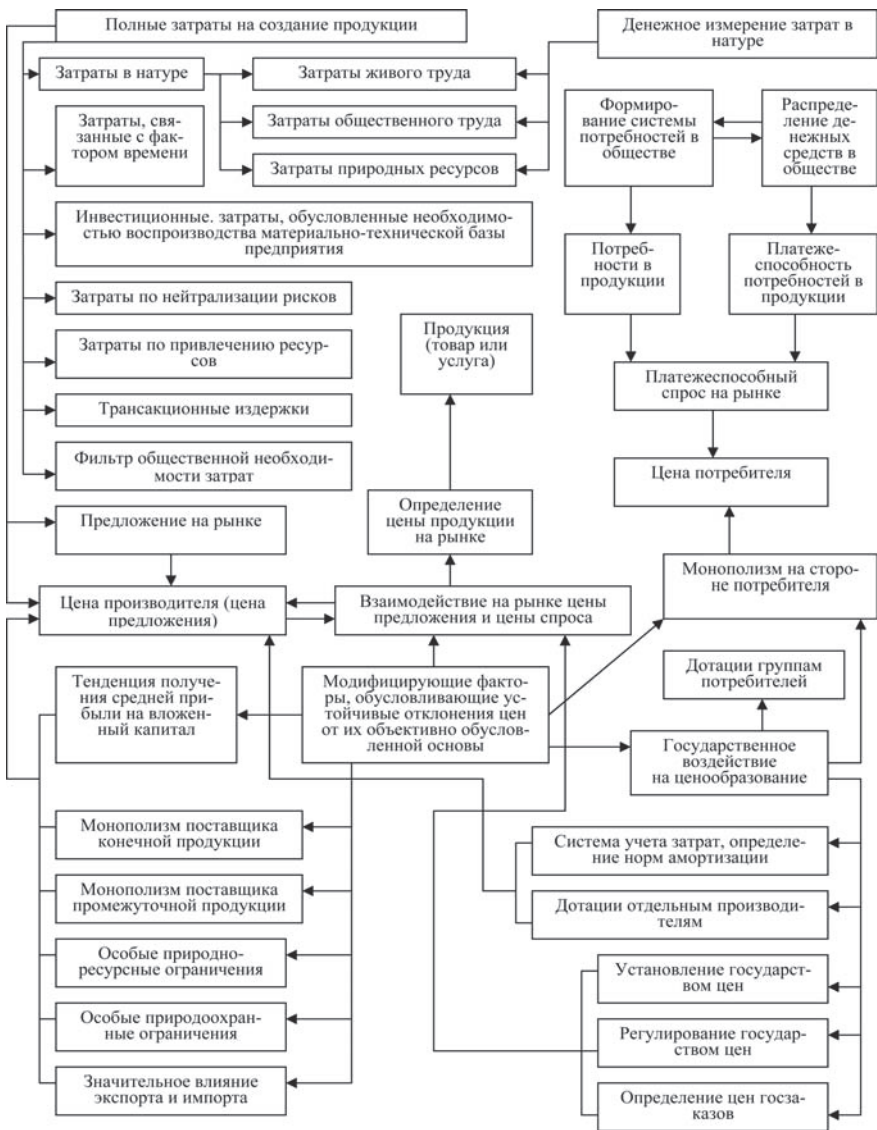 Полные затраты на создание продукции
Денежное измерение затрат в
натуре
Затраты в натуре
Затраты живого труда
Затраты, свя-
занные с фак-
тором времени
Затраты общественного труда
Затраты природных ресурсов
Формиро-
вание системы
потребностей в
обществе
Распреде-
ление де-
нежных
средств в
обществе
Инвестиционные. затраты, обусловленные необходимо-
стью воспроизводства материально-технической базы
предприятия
Потреб-
ности в
продукции
Платеже-
способность
потребностей в
продукции
Затраты по нейтрализации рисков
Затраты по привлечению ресур-
сов
Продукция
(товар или
услуга)
Платежеспособный
спрос на рынке
Трансакционные издержки
Фильтр общественной необходи-
мости затрат
Цена потребителя
Предложение на рынке
Определение
цены продукции
на рынке
Монополизм на сторо-
не потребителя
Цена производителя (цена
предложения)
Взаимодействие на рынке цены
предложения и цены спроса
Дотации группам
потребителей
Тенденция получе-
ния средней при-
были на вложен-
ный капитал
Модифицирующие факто-
ры, обусловливающие ус-
тойчивые отклонения цен
от их объективно обуслов-
ленной основы
Государственное
воздействие
на ценообразование
Монополизм поставщика
конечной продукции
Система учета затрат, определе-
ние норм амортизации
Монополизм поставщика
промежуточной продукции
Дотации отдельным производи-
телям
Особые природно-
ресурсные ограничения
Установление государст-
вом цен
Особые природоохран-
ные ограничения
Регулирование государ-
ством цен
Значительное влияние
экспорта и импорта
Определение цен госза-
казов